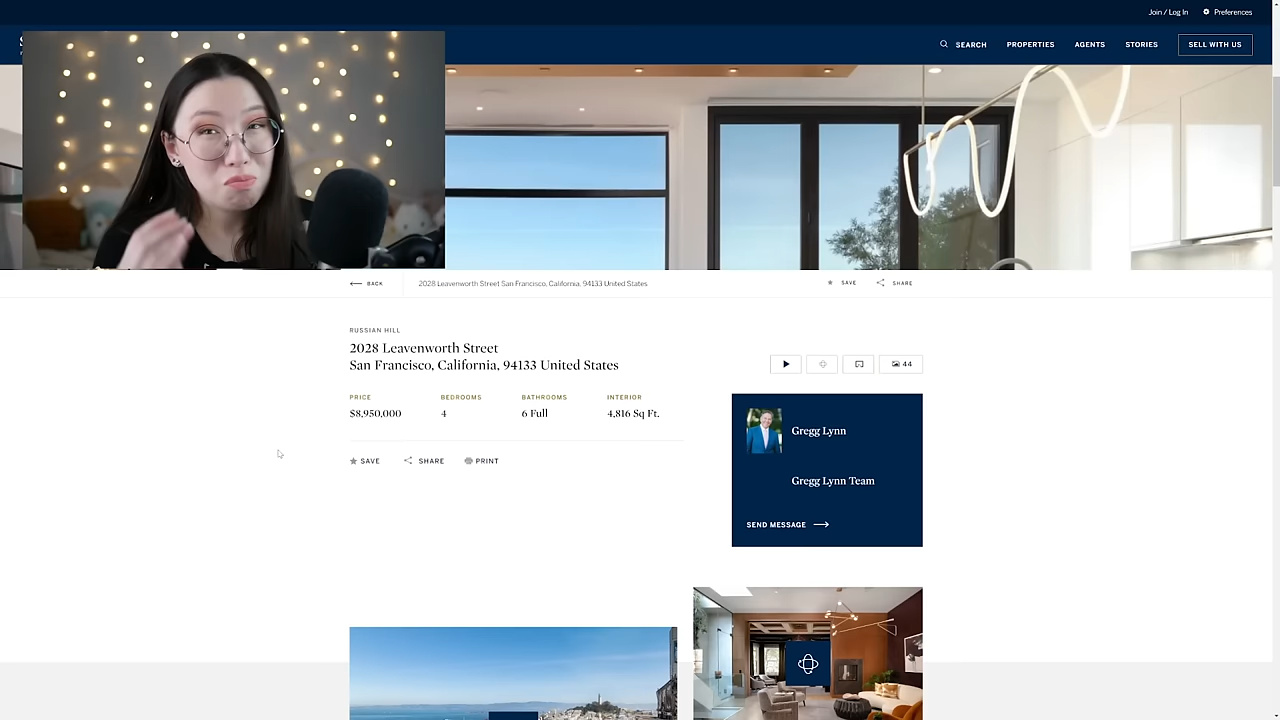 Join / Log In
Preferences
SEARCH
PROPERTIES
AGENTS
STORIES
SELL WITH US
BACK
2028 Leavenworth Street San Francisco, California, 94133 United States
SAVE
SHARE
RUSSIAN HILL
2028 Leavenworth Street
San Francisco, California, 94133 United States
44
PRICE
BEDROOMS
BATHROOMS
INTERIOR
$8,950,000
4
6 Full
4,816 Sq Ft.
SAVE
SHARE
PRINT
Gregg Lynn
Gregg Lynn Team
SEND MESSAGE